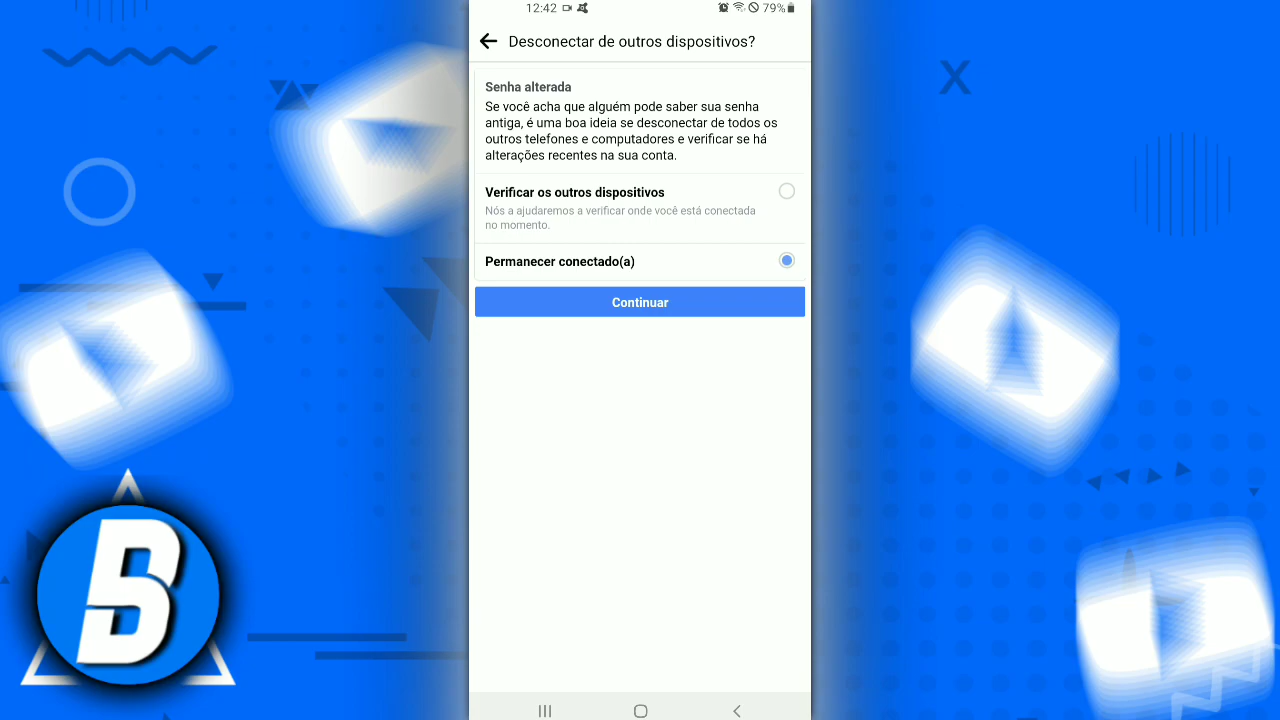 12:42
79%
Desconectar de outros dispositivos?
Senha alterada
Se você acha que alguém pode saber sua senha
antiga, é uma boa ideia se desconectar de todos os
outros telefones e computadores e verificar se há
alterações recentes na sua conta.
Verificar os outros dispositivos
Nós a ajudaremos a verificar onde você está conectada
no momento.
Permanecer conectado(a)
Continuar
B